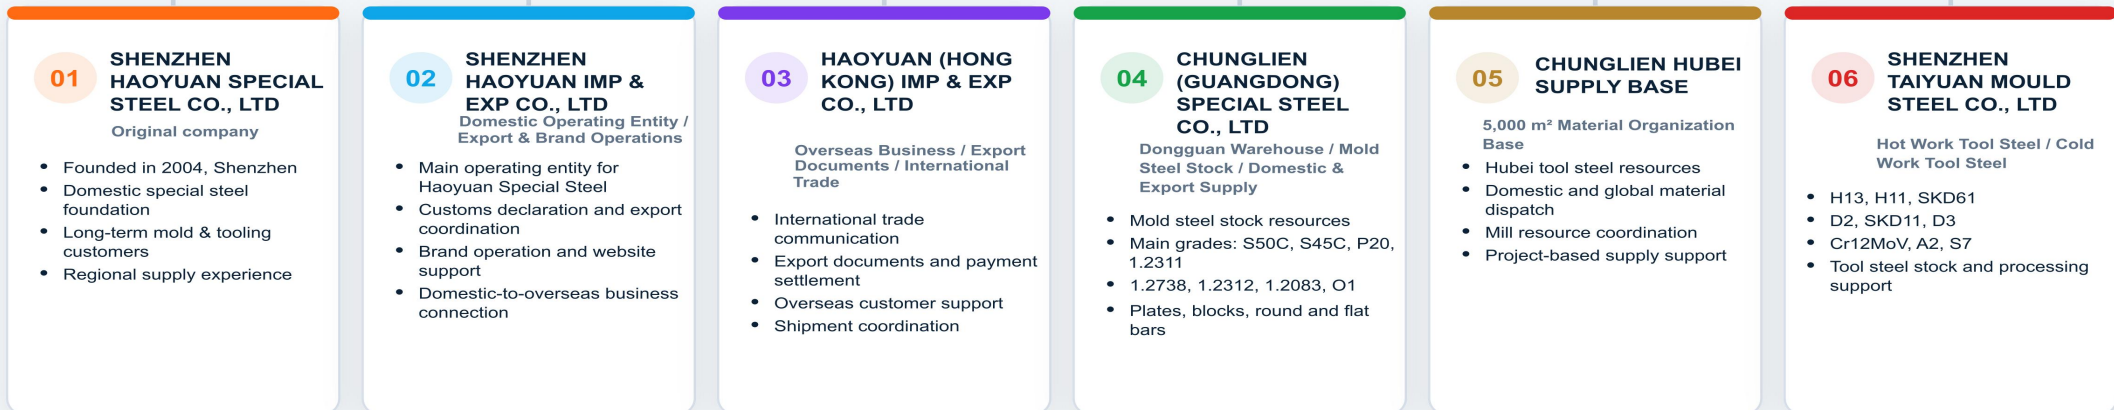 01
SHENZHEN
HAOYUAN SPECIAL
STEEL CO., LTD
Original company
• Founded in 2004, Shenzhen
• Domestic special steel
foundation
• Long-term mold & tooling
customers
• Regional supply experience
02
SHENZHEN
HAOYUAN IMP &
EXP CO., LTD
Domestic Operating Entity /
Export & Brand Operations
• Main operating entity for
Haoyuan Special Steel
• Customs declaration and export
coordination
• Brand operation and website
support
• Domestic-to-overseas business
connection
03
HAOYUAN (HONG
KONG) IMP & EXP
CO., LTD
Overseas Business / Export
Documents / International
Trade
• International trade
communication
• Export documents and payment
settlement
• Overseas customer support
• Shipment coordination
04
CHUNGLIEN
(GUANGDONG)
SPECIAL STEEL
CO., LTD
Dongguan Warehouse / Mold
Steel Stock / Domestic &
Export Supply
• Mold steel stock resources
• Main grades: S50C, S45C, P20,
1.2311
• 1.2738, 1.2312, 1.2083, O1
• Plates, blocks, round and flat
bars
05
CHUNGLIEN HUBEI
SUPPLY BASE
5,000 m² Material Organization
Base
• Hubei tool steel resources
• Domestic and global material
dispatch
• Mill resource coordination
• Project-based supply support
06
SHENZHEN
TAIYUAN MOULD
STEEL CO., LTD
Hot Work Tool Steel / Cold
Work Tool Steel
• H13, H11, SKD61
• D2, SKD11, D3
• Cr12MoV, A2, S7
• Tool steel stock and processing
support